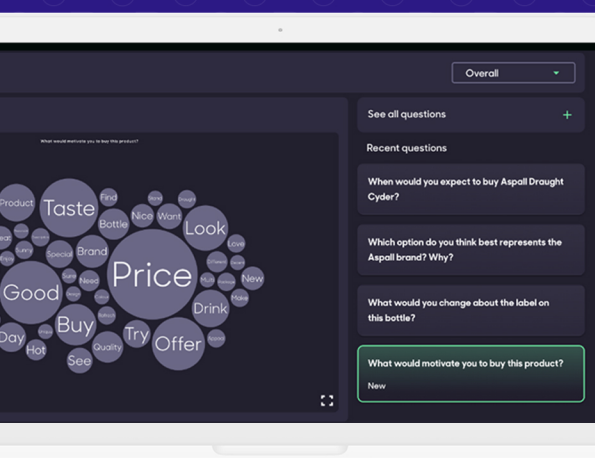 Overall
See all questions
What would motivate you to buy this product?
Recent questions
When would you expect to buy Aspall Draught
Cyder?
Which option do you think best represents the
Aspall brand? Why?
What would you change about the label on
this bottle?
What would motivate you to buy this product?
New
Product
Taste
Find
Bottle
Nice
Want
Look
Love
Special
Brand
Price
New
Need
Good
Drink
Make
Buy
Try
Offer
Day
Hot
See
Quality